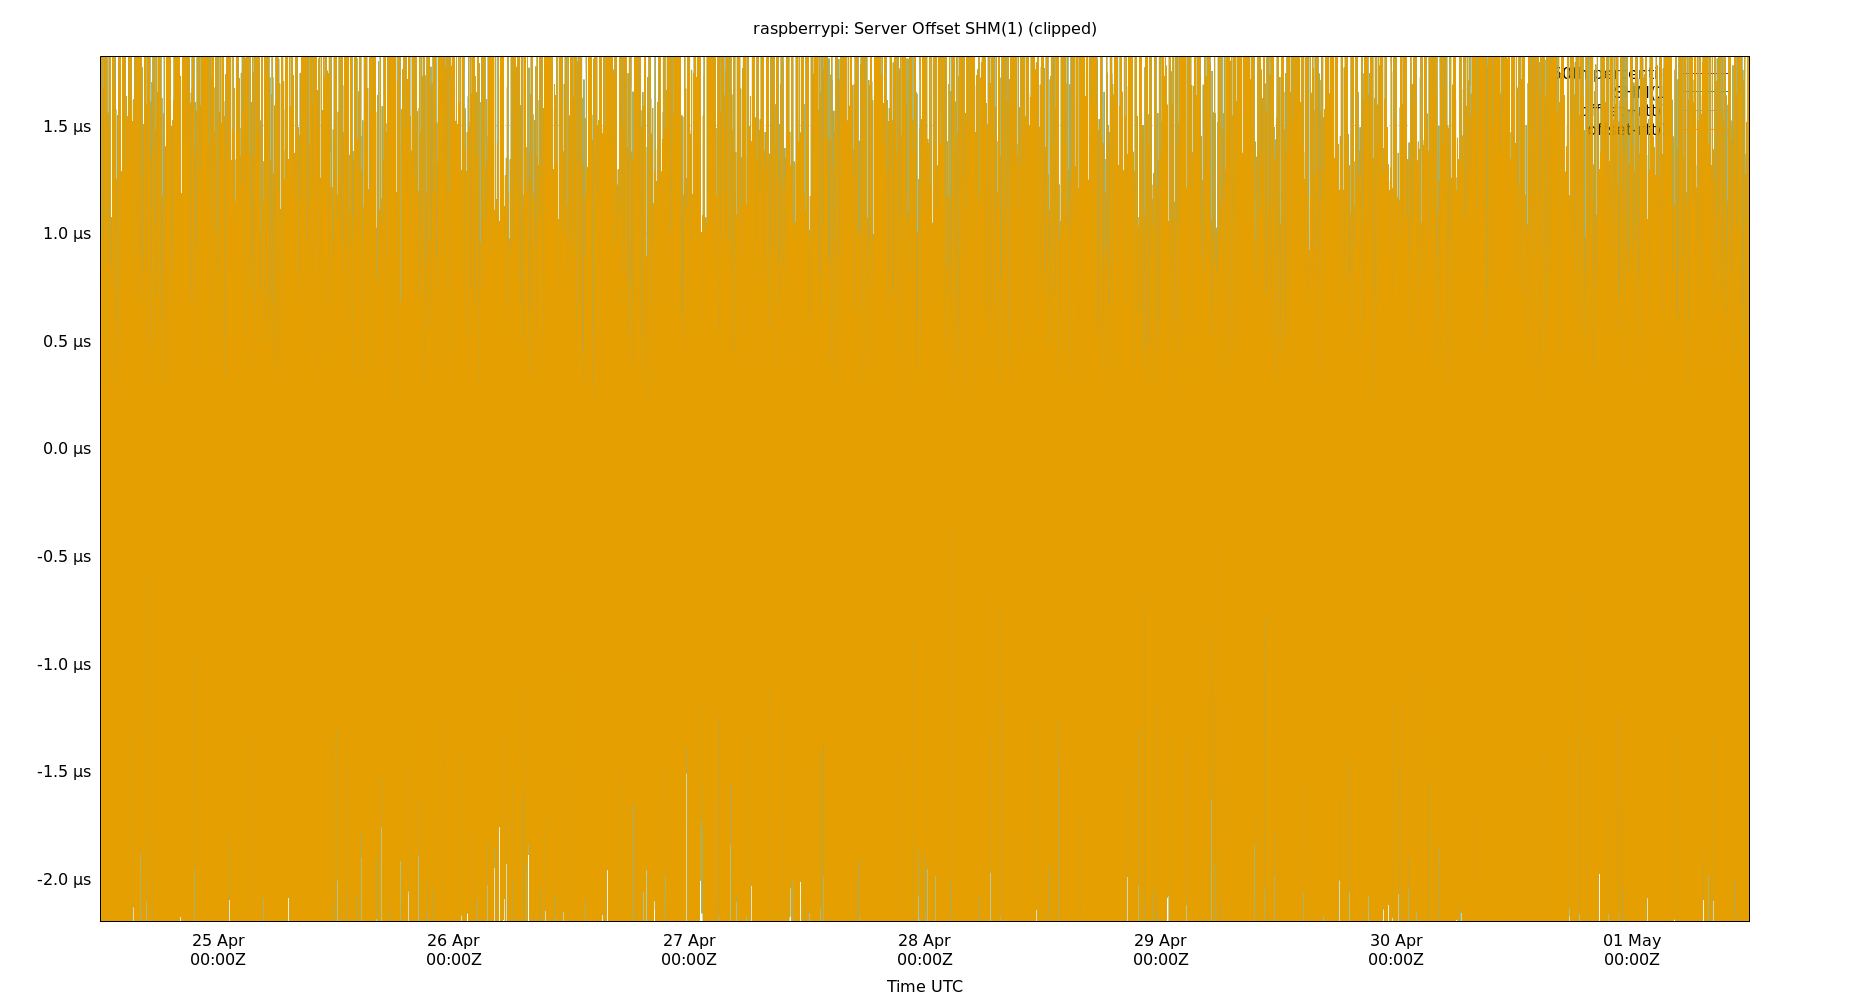 raspberrypi: Server Offset SHM(1) (clipped)
1.5 µs
1.0 µs
0.5 µs
0.0 µs
-0.5 µs
-1.0 µs
-1.5 µs
-2.0 µs
25 Apr
00:00Z
26 Apr
00:00Z
27 Apr
00:00Z
28 Apr
00:00Z
29 Apr
00:00Z
30 Apr
00:00Z
01 May
00:00Z
Time UTC